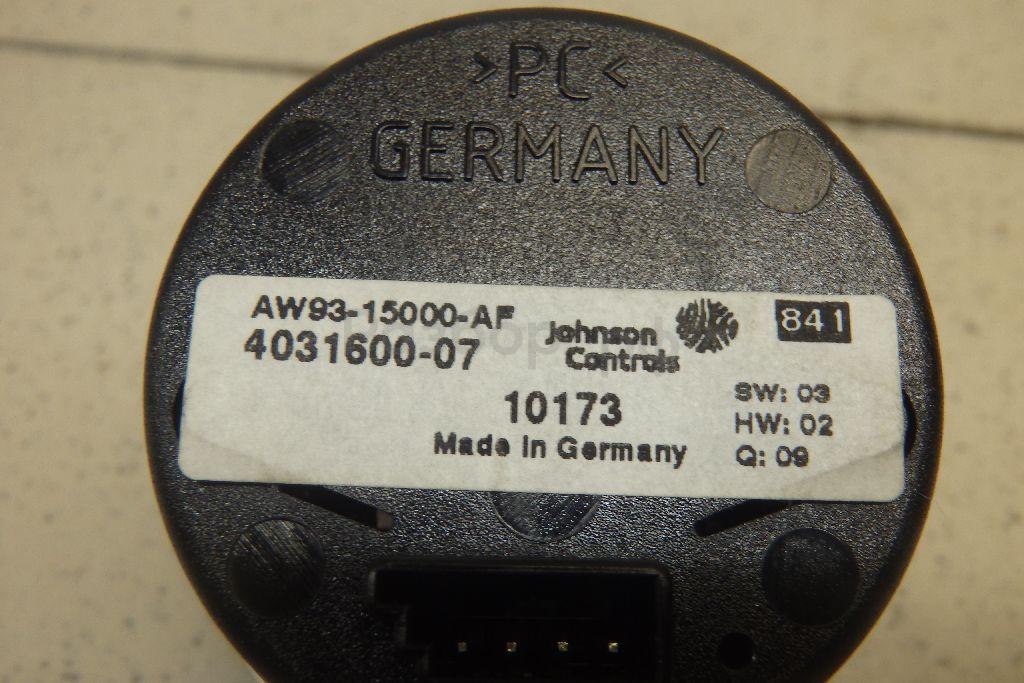 >PC<
GERMANY
AW93-15000-AF
4031600-07
Johnson
Controls
841
10173
Made in Germany
SW: 03
HW: 02
Q: 09